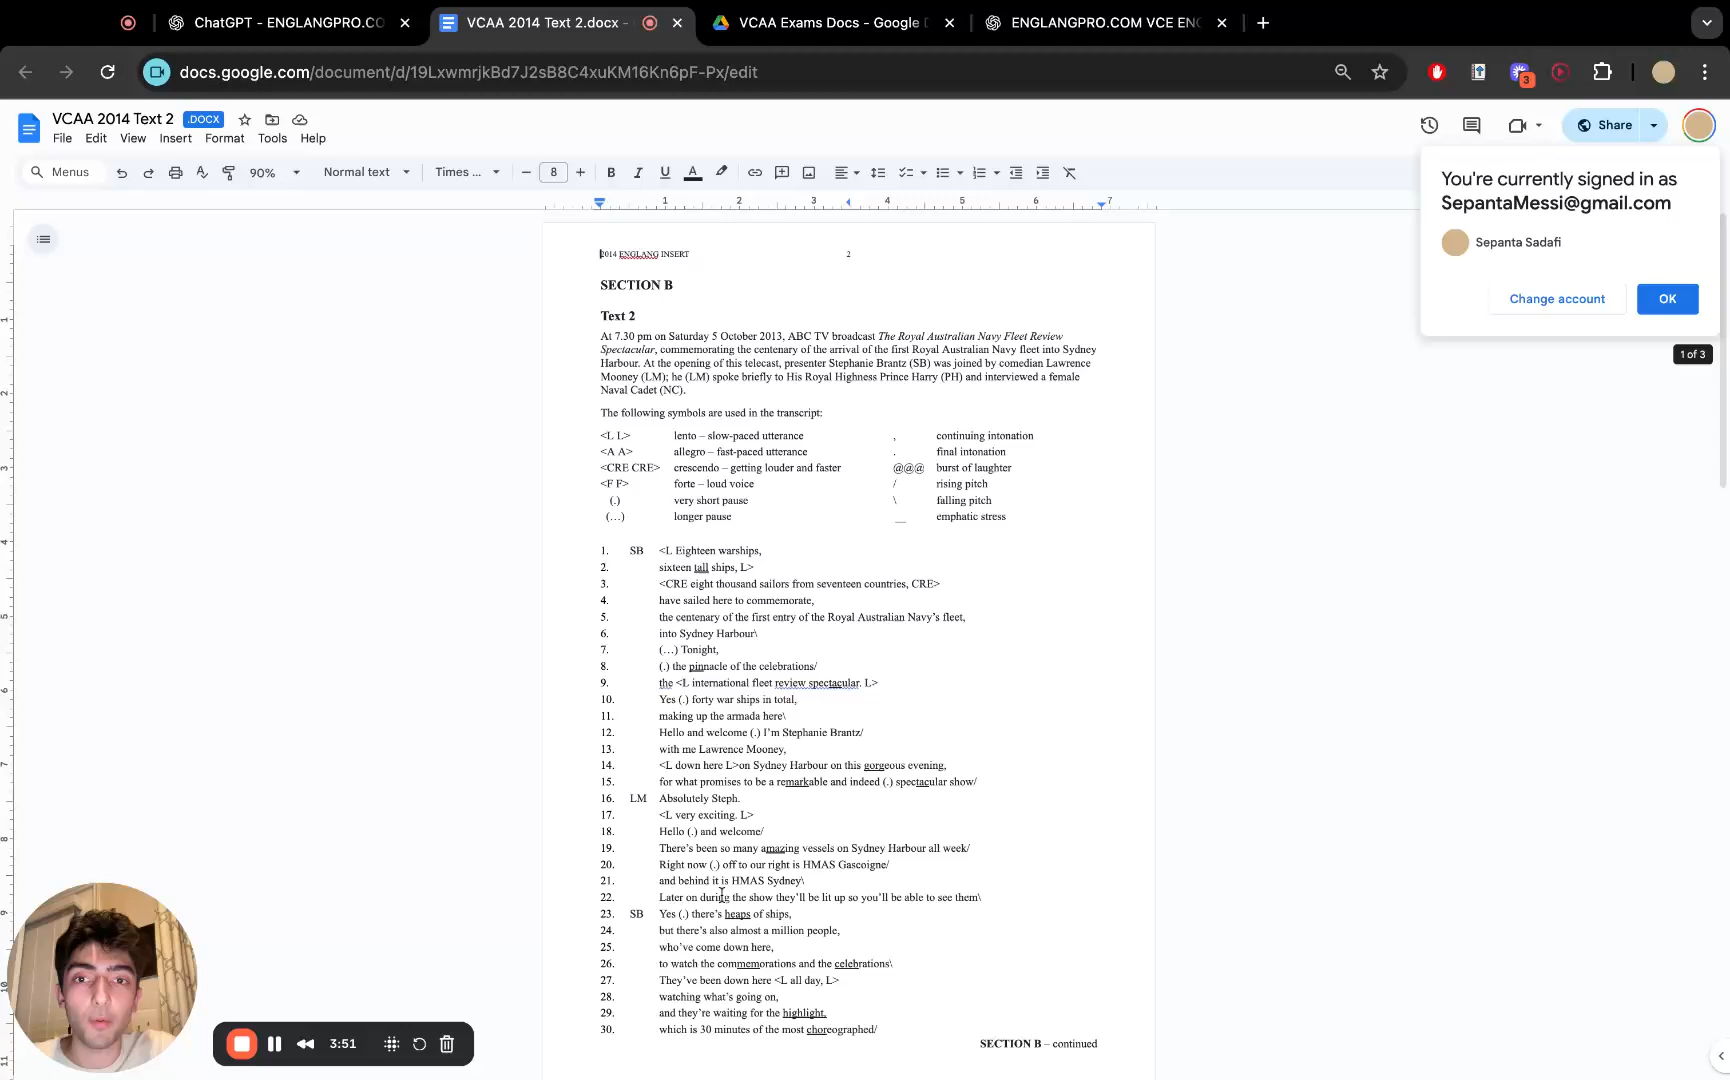 ChatGPT - ENGLANGPRO.CO
VCAA 2014 Text 2.docx -
VCAA Exams Docs - Google D
ENGLANGPRO.COM VCE ENG
docs.google.com/document/d/19LxwmrjkBd7J2sB8C4xuKM16Kn6pF-Px/edit
3
VCAA 2014 Text 2 .DOCX
File Edit View Insert Format Tools Help
Share
Menus 90% Normal text Times ... 8 B I U A
You're currently signed in as
SepantaMessi@gmail.com
Sepanta Sadafi
Change account OK
1 of 3
1 2 3 4 5 6 7
2014 ENGLANG INSERT 2
SECTION B
Text 2
At 7.30 pm on Saturday 5 October 2013, ABC TV broadcast The Royal Australian Navy Fleet Review
Spectacular, commemorating the centenary of the arrival of the first Royal Australian Navy fleet into Sydney
Harbour. At the opening of this telecast, presenter Stephanie Brantz (SB) was joined by comedian Lawrence
Mooney (LM); he (LM) spoke briefly to His Royal Highness Prince Harry (PH) and interviewed a female
Naval Cadet (NC).
The following symbols are used in the transcript:
<L L> lento – slow-paced utterance , continuing intonation
<A A> allegro – fast-paced utterance . final intonation
<CRE CRE> crescendo – getting louder and faster @@@ burst of laughter
<F F> forte – loud voice / rising pitch
(.) very short pause \ falling pitch
(…) longer pause __ emphatic stress
1. SB <L Eighteen warships,
2. sixteen tall ships, L>
3. <CRE eight thousand sailors from seventeen countries, CRE>
4. have sailed here to commemorate,
5. the centenary of the first entry of the Royal Australian Navy's fleet,
6. into Sydney Harbour\
7. (…) Tonight,
8. (.) the pinnacle of the celebrations/
9. the <L international fleet review spectacular. L>
10. Yes (.) forty war ships in total,
11. making up the armada here\
12. Hello and welcome (.) I'm Stephanie Brantz/
13. with me Lawrence Mooney,
14. <L down here L>on Sydney Harbour on this gorgeous evening,
15. for what promises to be a remarkable and indeed (.) spectacular show/
16. LM Absolutely Steph.
17. <L very exciting. L>
18. Hello (.) and welcome/
19. There's been so many amazing vessels on Sydney Harbour all week/
20. Right now (.) off to our right is HMAS Gascoigne/
21. and behind it is HMAS Sydney\
22. Later on during the show they'll be lit up so you'll be able to see them\
23. SB Yes (.) there's heaps of ships,
24. but there's also almost a million people,
25. who've come down here,
26. to watch the commemorations and the celebrations\
27. They've been down here <L all day, L>
28. watching what's going on,
29. and they're waiting for the highlight,
30. which is 30 minutes of the most choreographed/
SECTION B – continued
3:51